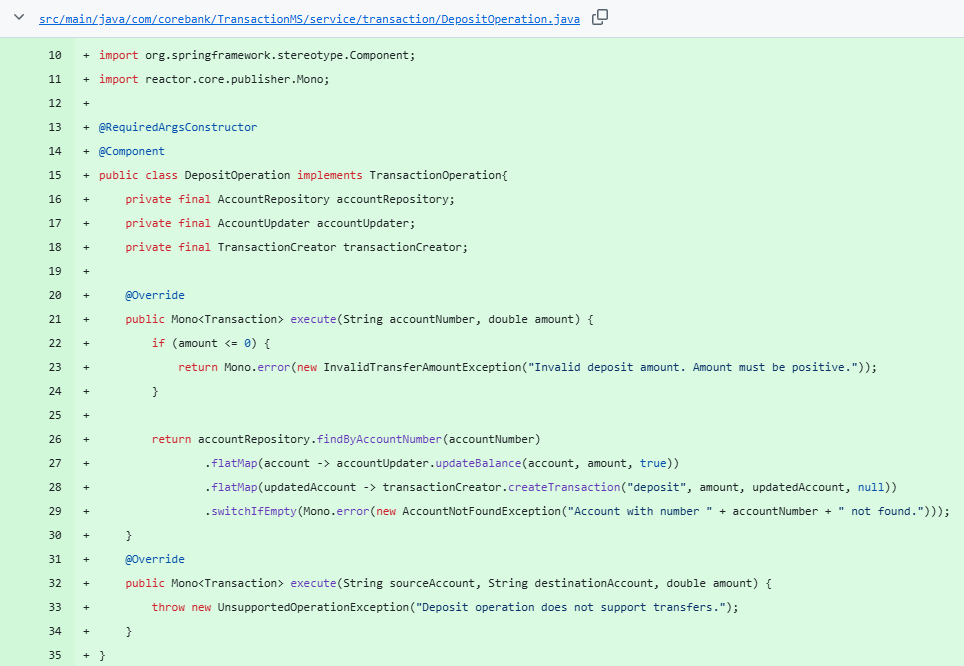 src/main/java/com/corebank/TransactionMS/service/transaction/DepositOperation.java
10 + import org.springframework.stereotype.Component;
11 + import reactor.core.publisher.Mono;
12 +
13 + @RequiredArgsConstructor
14 + @Component
15 + public class DepositOperation implements TransactionOperation{
16 +     private final AccountRepository accountRepository;
17 +     private final AccountUpdater accountUpdater;
18 +     private final TransactionCreator transactionCreator;
19 +
20 +     @Override
21 +     public Mono<Transaction> execute(String accountNumber, double amount) {
22 +         if (amount <= 0) {
23 +             return Mono.error(new InvalidTransferAmountException("Invalid deposit amount. Amount must be positive."));
24 +         }
25 +
26 +         return accountRepository.findByAccountNumber(accountNumber)
27 +                 .flatMap(account -> accountUpdater.updateBalance(account, amount, true))
28 +                 .flatMap(updatedAccount -> transactionCreator.createTransaction("deposit", amount, updatedAccount, null))
29 +                 .switchIfEmpty(Mono.error(new AccountNotFoundException("Account with number " + accountNumber + " not found.")));
30 +     }
31 +     @Override
32 +     public Mono<Transaction> execute(String sourceAccount, String destinationAccount, double amount) {
33 +         throw new UnsupportedOperationException("Deposit operation does not support transfers.");
34 +     }
35 + }